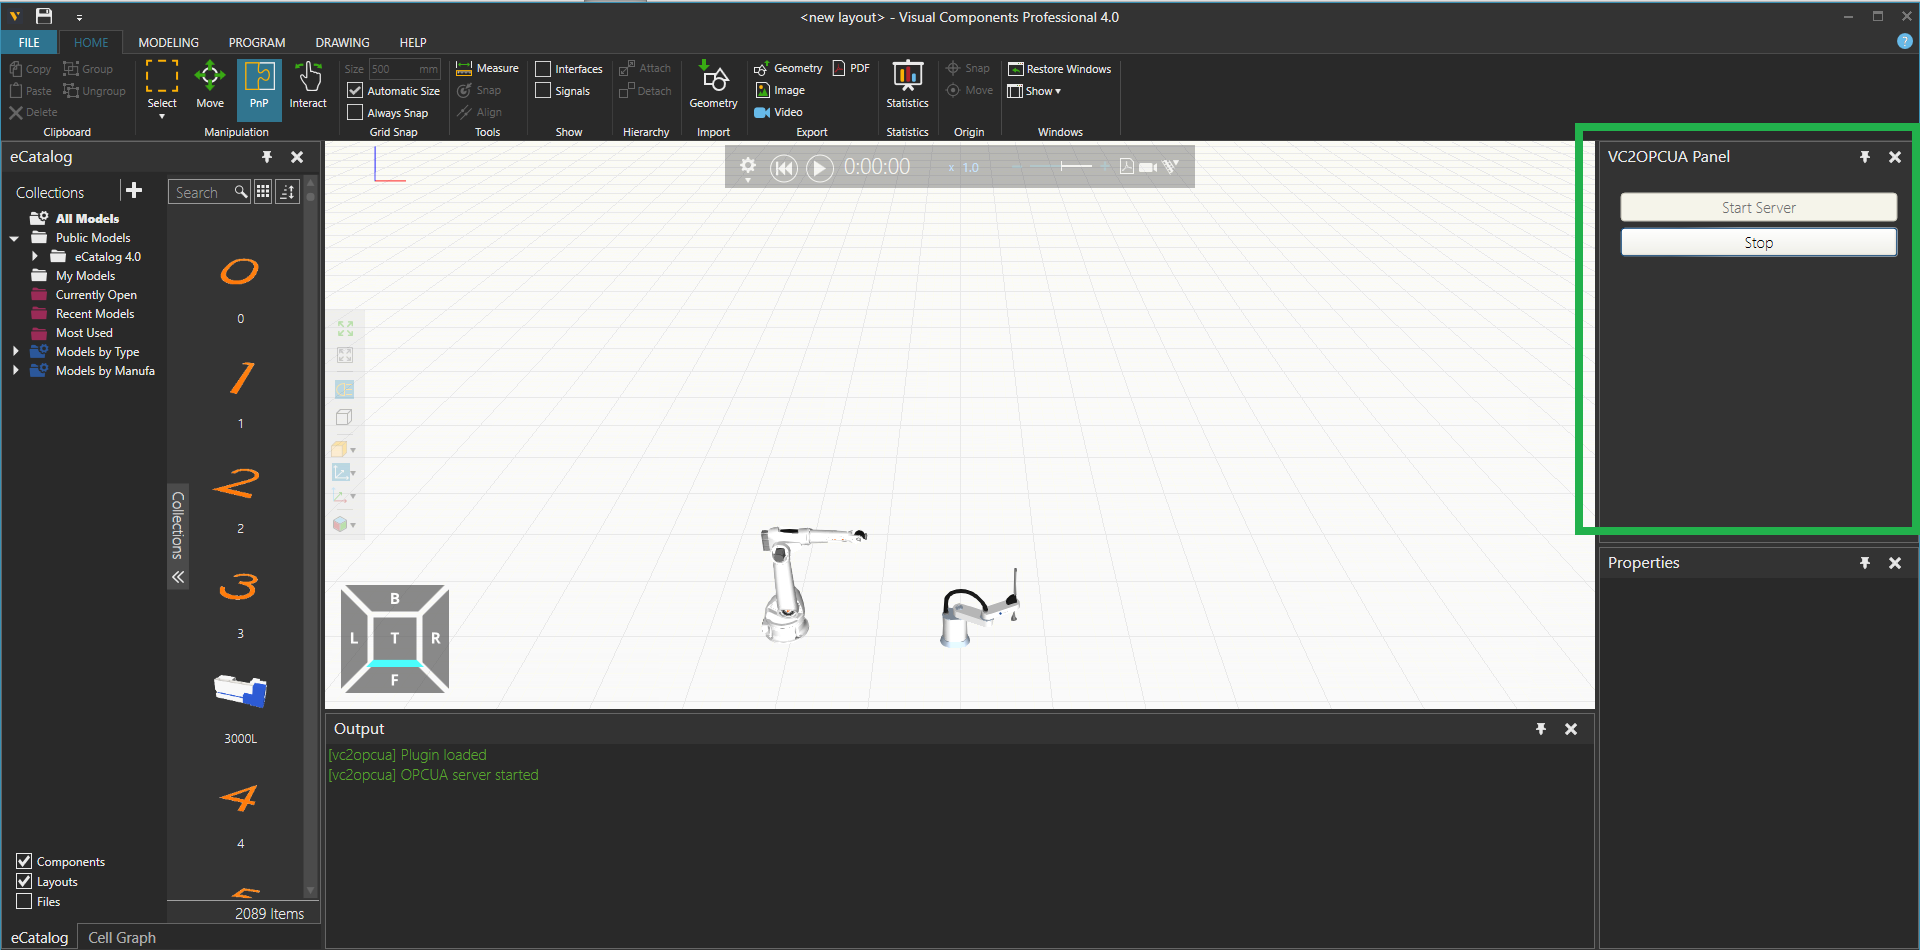 <new layout> - Visual Components Professional 4.0
FILE HOME MODELING PROGRAM DRAWING HELP
Copy Group
Paste Ungroup
Delete
Clipboard
Select Move PnP Interact
Manipulation
Size 500 mm
Automatic Size
Always Snap
Grid Snap
Measure
Snap
Align
Tools
Interfaces
Signals
Show
Attach
Detach
Hierarchy
Geometry
Import
Geometry PDF
Image
Video
Export
Statistics
Statistics
Snap
Move
Origin
Restore Windows
Show
Windows
eCatalog
Collections
Search
All Models
Public Models
eCatalog 4.0
My Models
Currently Open
Recent Models
Most Used
Models by Type
Models by Manufa
Components
Layouts
Files
Collections
0
0
1
1
2
2
3
3
3000L
4
4
2089 Items
eCatalog Cell Graph
0:00:00 x 1.0
B
L T R
F
Output
[vc2opcua] Plugin loaded
[vc2opcua] OPCUA server started
VC2OPCUA Panel
Start Server
Stop
Properties